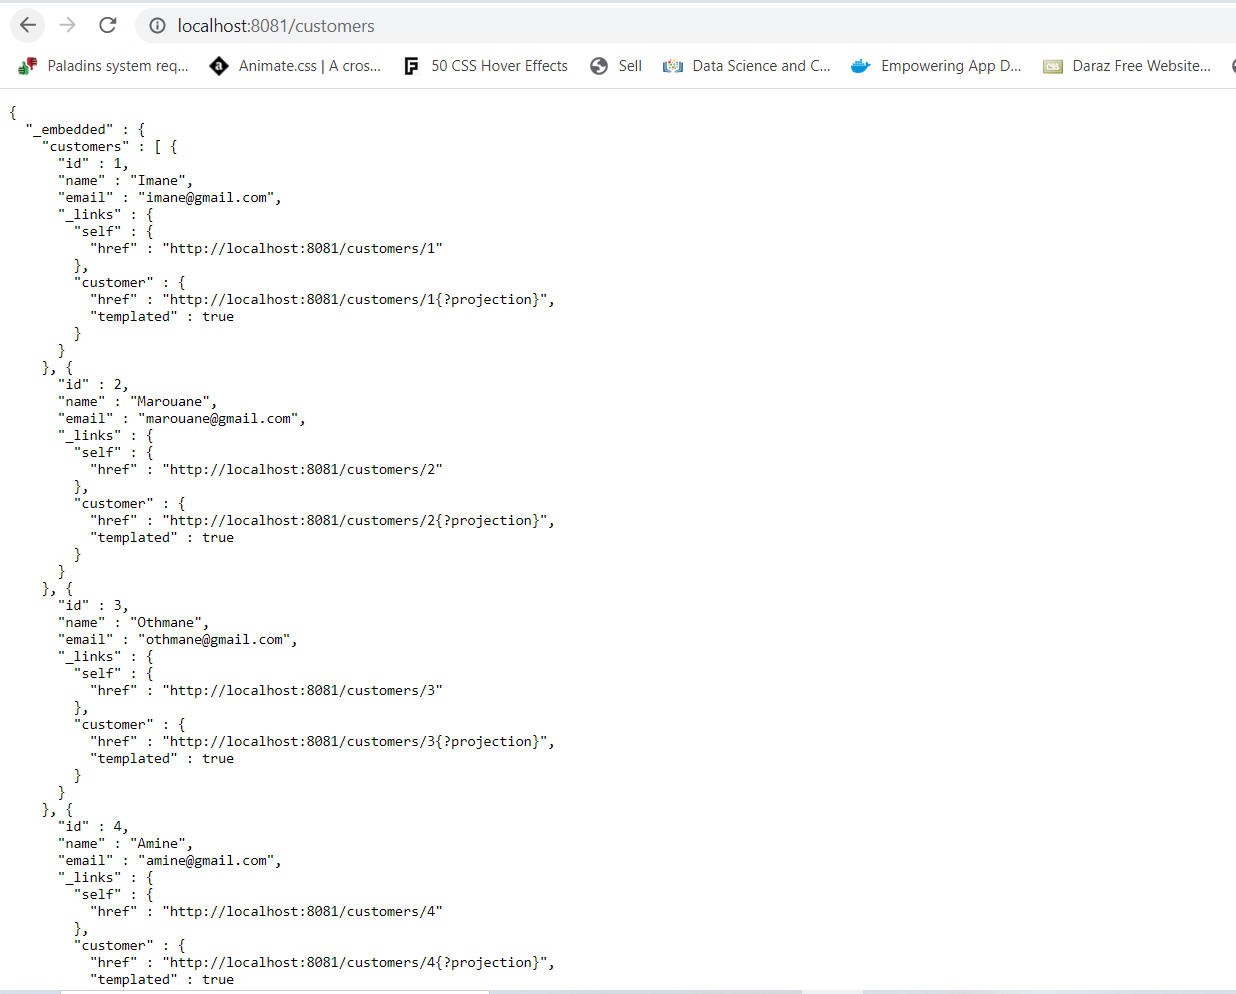 localhost:8081/customers
Paladins system req... Animate.css | A cros... 50 CSS Hover Effects Sell Data Science and C... Empowering App D... Daraz Free Website...
{
  "_embedded" : {
    "customers" : [ {
      "id" : 1,
      "name" : "Imane",
      "email" : "imane@gmail.com",
      "_links" : {
        "self" : {
          "href" : "http://localhost:8081/customers/1"
        },
        "customer" : {
          "href" : "http://localhost:8081/customers/1{?projection}",
          "templated" : true
        }
      }
    }, {
      "id" : 2,
      "name" : "Marouane",
      "email" : "marouane@gmail.com",
      "_links" : {
        "self" : {
          "href" : "http://localhost:8081/customers/2"
        },
        "customer" : {
          "href" : "http://localhost:8081/customers/2{?projection}",
          "templated" : true
        }
      }
    }, {
      "id" : 3,
      "name" : "Othmane",
      "email" : "othmane@gmail.com",
      "_links" : {
        "self" : {
          "href" : "http://localhost:8081/customers/3"
        },
        "customer" : {
          "href" : "http://localhost:8081/customers/3{?projection}",
          "templated" : true
        }
      }
    }, {
      "id" : 4,
      "name" : "Amine",
      "email" : "amine@gmail.com",
      "_links" : {
        "self" : {
          "href" : "http://localhost:8081/customers/4"
        },
        "customer" : {
          "href" : "http://localhost:8081/customers/4{?projection}",
          "templated" : true